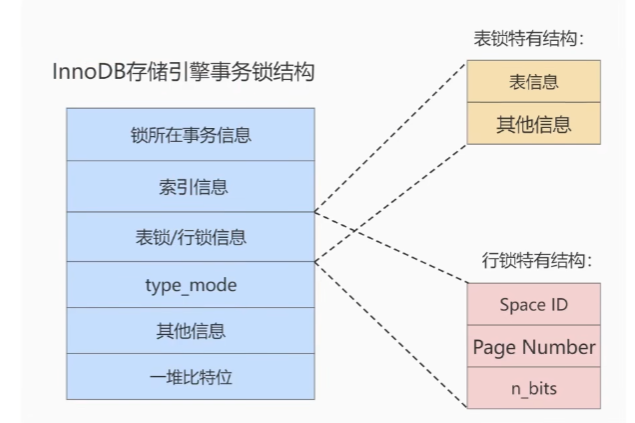 InnoDB存储引擎事务锁结构
锁所在事务信息
索引信息
表锁/行锁信息
type_mode
其他信息
一堆比特位
表锁特有结构：
表信息
其他信息
行锁特有结构：
Space ID
Page Number
n_bits